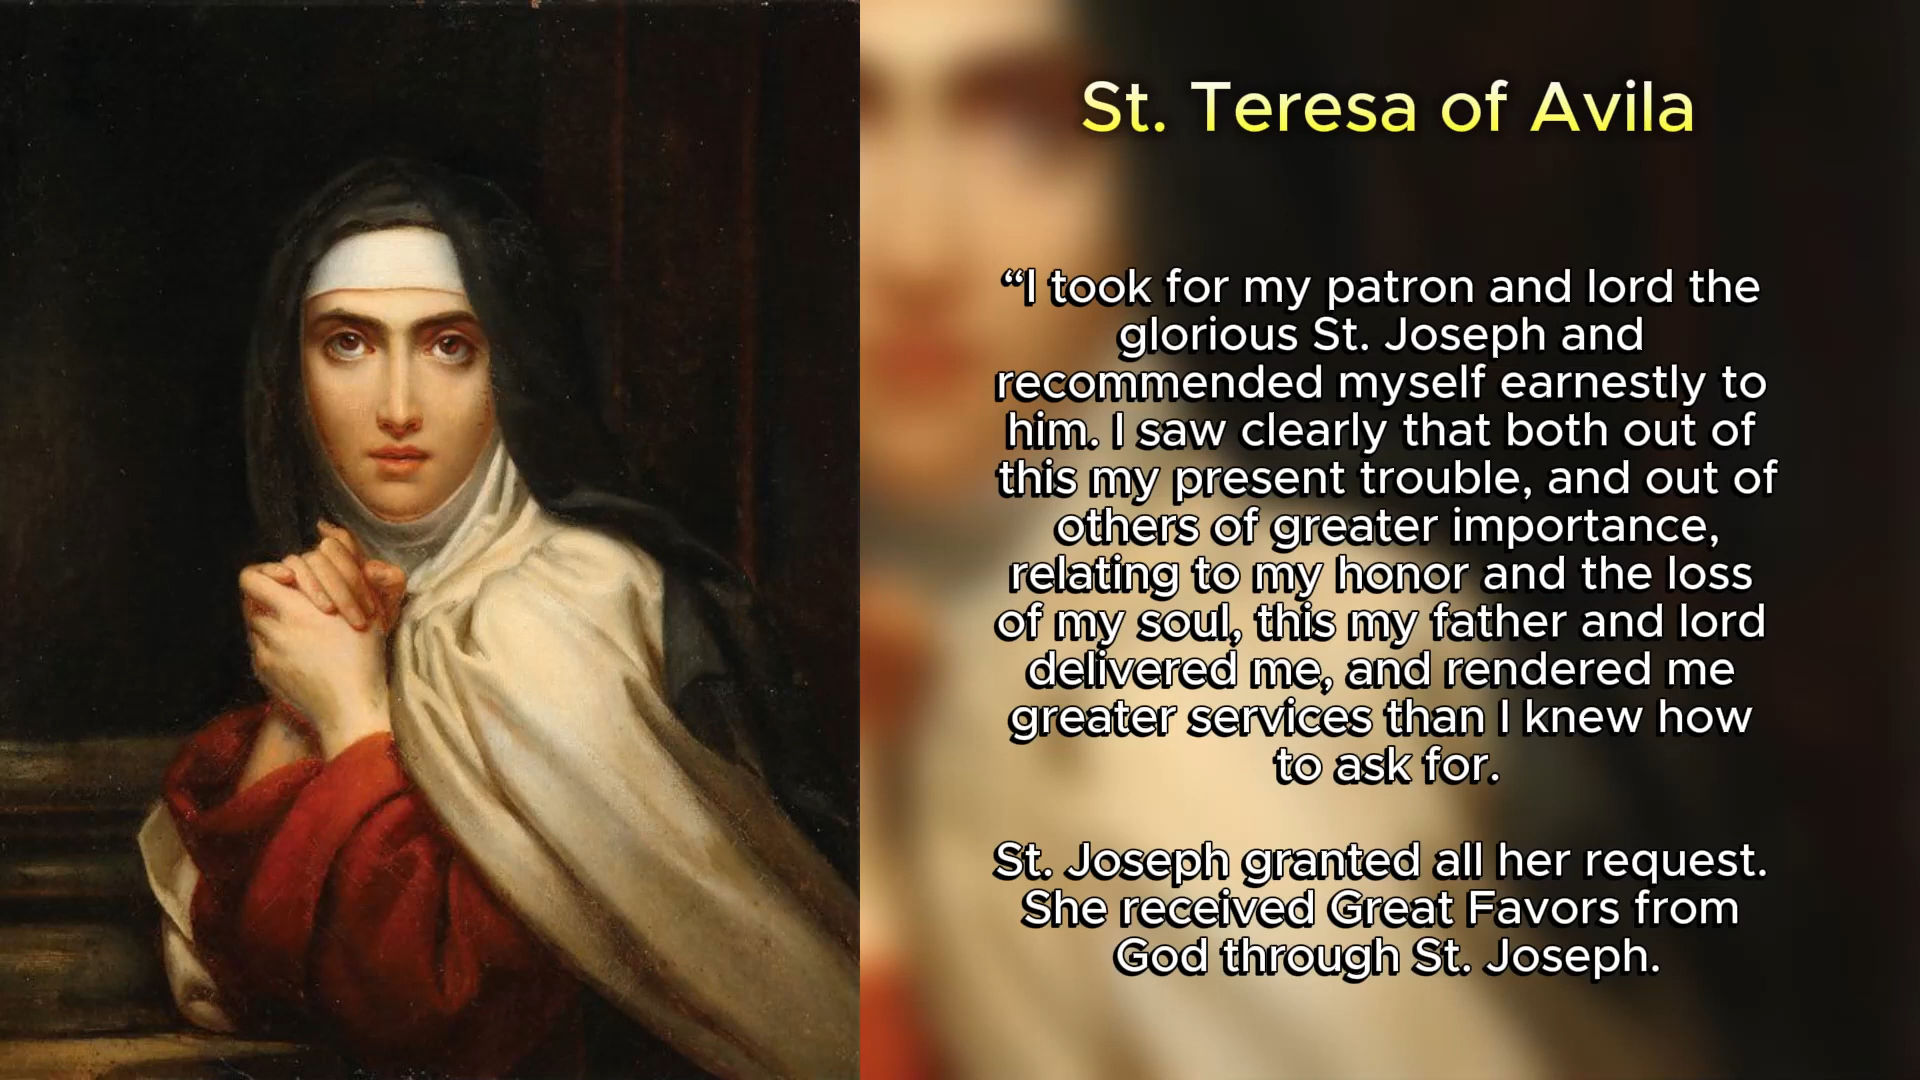 St. Teresa of Avila
“I took for my patron and lord the
glorious St. Joseph and
recommended myself earnestly to
him. I saw clearly that both out of
this my present trouble, and out of
others of greater importance,
relating to my honor and the loss
of my soul, this my father and lord
delivered me, and rendered me
greater services than I knew how
to ask for.
St. Joseph granted all her request.
She received Great Favors from
God through St. Joseph.